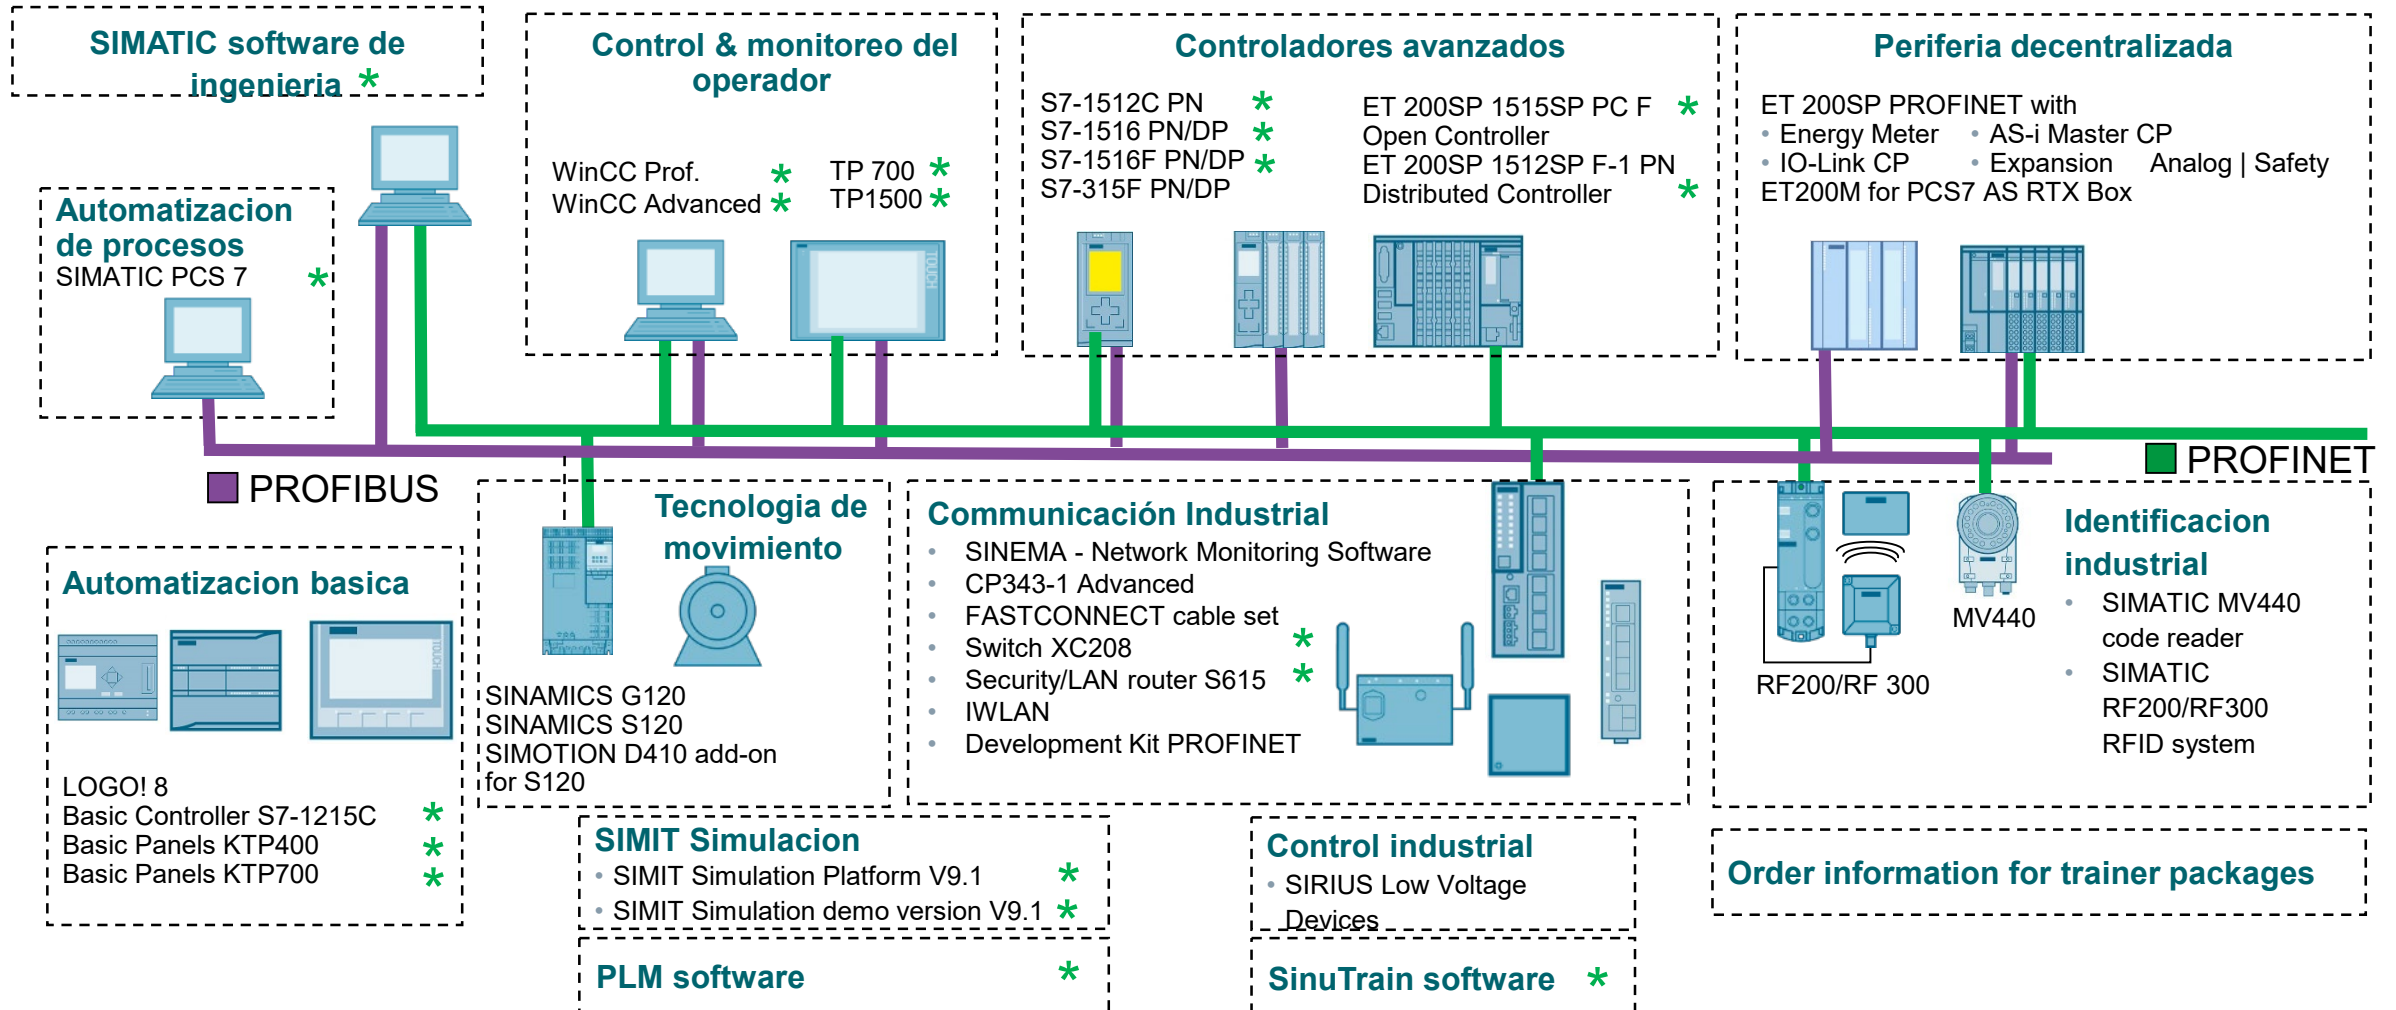 SIMATIC software de
ingenieria *
Automatizacion
de procesos
SIMATIC PCS 7 *
Control & monitoreo del
operador
WinCC Prof. *
WinCC Advanced *
TP 700 *
TP1500 *
TOUCH
Controladores avanzados
S7-1512C PN *
S7-1516 PN/DP *
S7-1516F PN/DP *
S7-315F PN/DP
ET 200SP 1515SP PC F *
Open Controller
ET 200SP 1512SP F-1 PN
Distributed Controller *
Periferia decentralizada
ET 200SP PROFINET with
• Energy Meter • AS-i Master CP
• IO-Link CP • Expansion Analog | Safety
ET200M for PCS7 AS RTX Box
PROFIBUS
PROFINET
Automatizacion basica
TOUCH
LOGO! 8
Basic Controller S7-1215C *
Basic Panels KTP400 *
Basic Panels KTP700 *
Tecnologia de
movimiento
SINAMICS G120
SINAMICS S120
SIMOTION D410 add-on
for S120
Communicación Industrial
• SINEMA - Network Monitoring Software
• CP343-1 Advanced
• FASTCONNECT cable set
• Switch XC208 *
• Security/LAN router S615 *
• IWLAN
• Development Kit PROFINET
RF200/RF 300
MV440
Identificacion
industrial
• SIMATIC MV440
code reader
• SIMATIC
RF200/RF300
RFID system
SIMIT Simulacion
• SIMIT Simulation Platform V9.1 *
• SIMIT Simulation demo version V9.1 *
Control industrial
• SIRIUS Low Voltage
Devices
Order information for trainer packages
PLM software *
SinuTrain software *